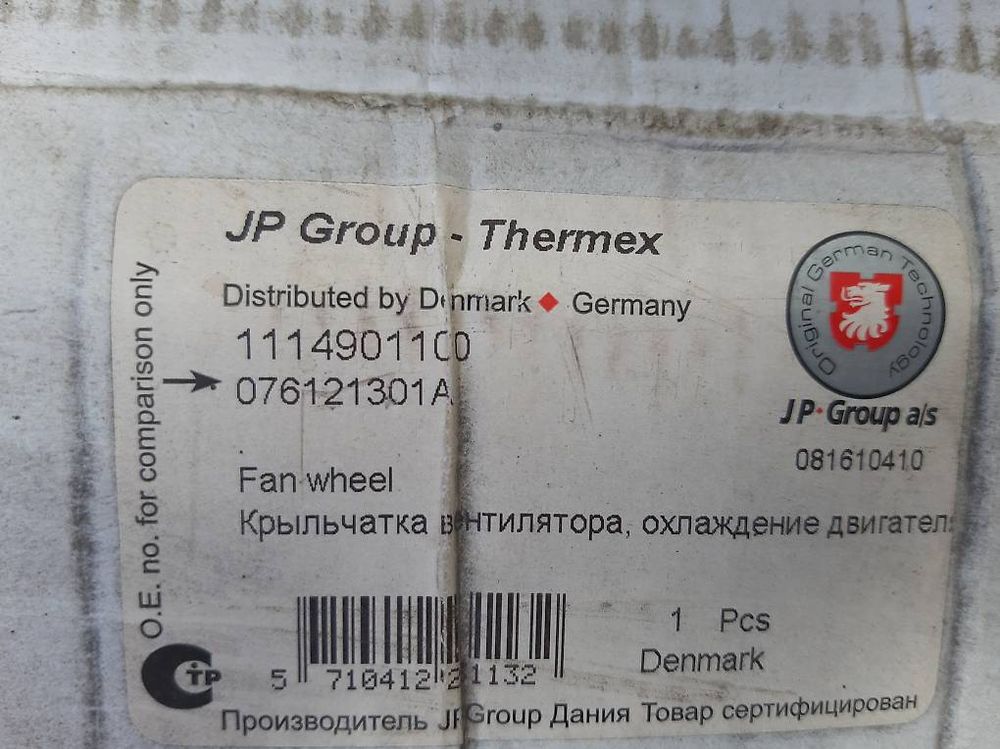 JP Group - Thermex
Distributed by Denmark Germany
1114901100
076121301A
O.E. no. for comparison only
Original German Technology
JP Group a/s
081610410
Fan wheel
Крыльчатка вентилятора, охлаждение двигател
1 Pcs
Denmark
5 710412 21132
Производитель JP Group Дания Товар сертифицирован